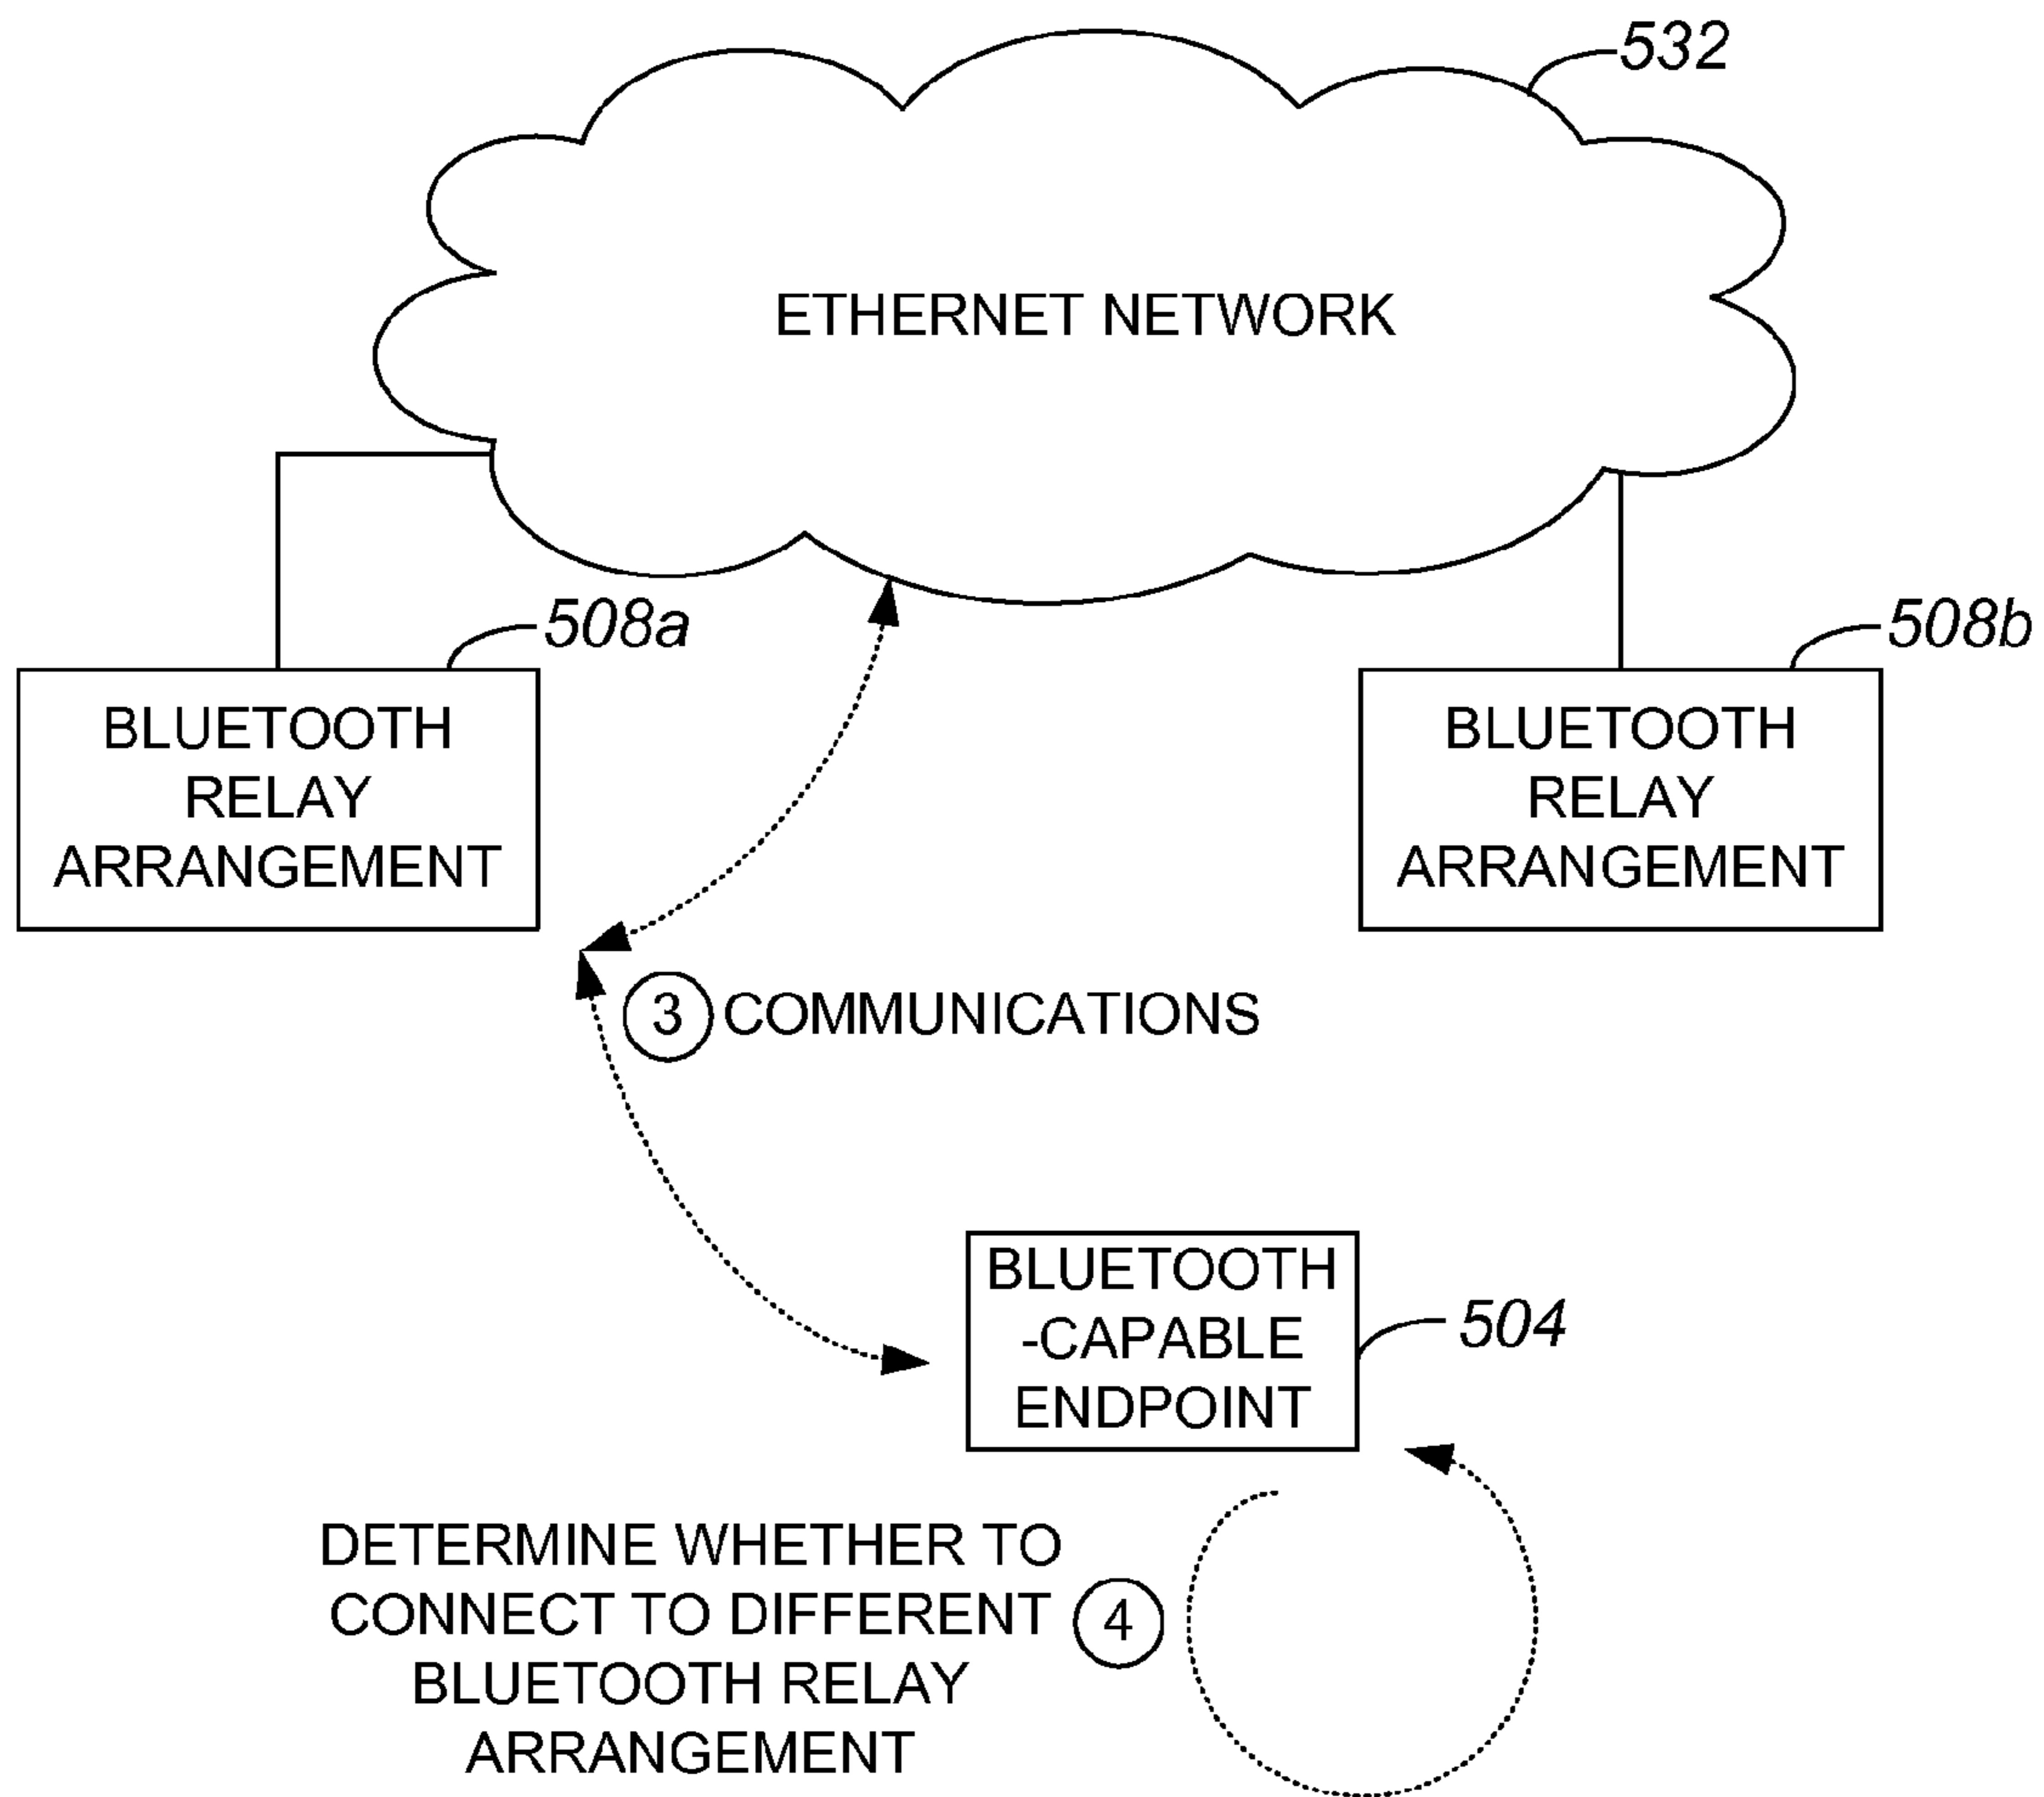 532
ETHERNET NETWORK
508a
508b
BLUETOOTH
RELAY
ARRANGEMENT
BLUETOOTH
RELAY
ARRANGEMENT
3 COMMUNICATIONS
BLUETOOTH
-CAPABLE
ENDPOINT
504
DETERMINE WHETHER TO
CONNECT TO DIFFERENT
BLUETOOTH RELAY
ARRANGEMENT
4